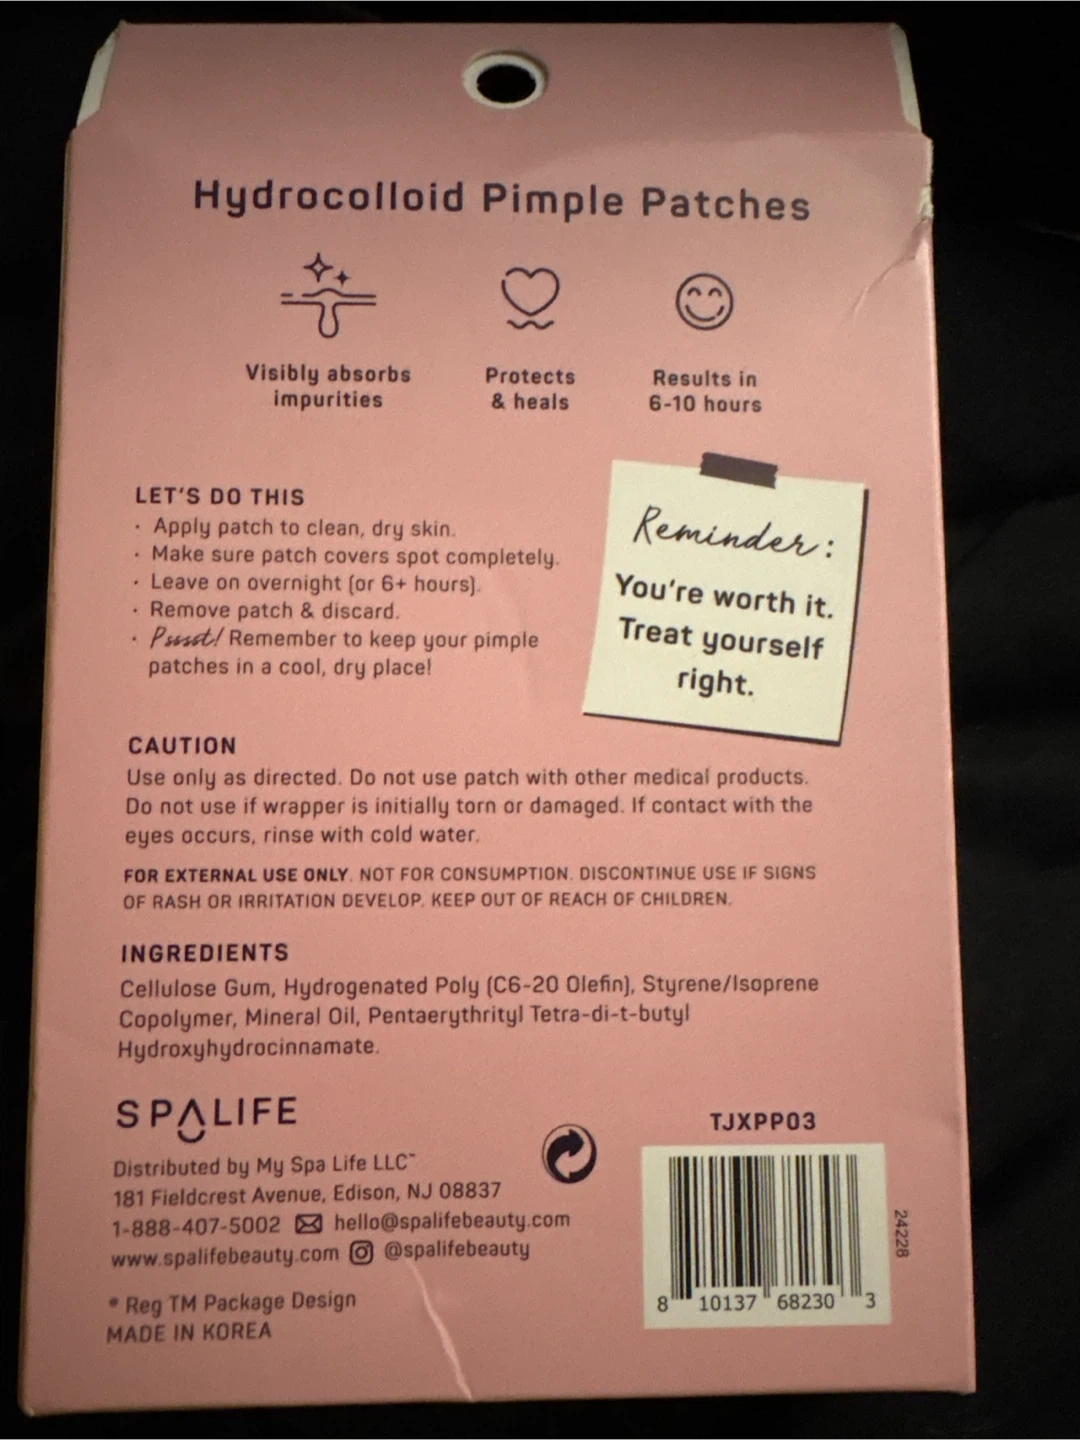 Hydrocolloid Pimple Patches
Visibly absorbs
impurities
Protects
& heals
Results in
6-10 hours
LET'S DO THIS
· Apply patch to clean, dry skin.
· Make sure patch covers spot completely.
· Leave on overnight (or 6+ hours).
· Remove patch & discard.
· Pssst! Remember to keep your pimple
patches in a cool, dry place!
Reminder:
You're worth it.
Treat yourself
right.
CAUTION
Use only as directed. Do not use patch with other medical products.
Do not use if wrapper is initially torn or damaged. If contact with the
eyes occurs, rinse with cold water.
FOR EXTERNAL USE ONLY. NOT FOR CONSUMPTION. DISCONTINUE USE IF SIGNS
OF RASH OR IRRITATION DEVELOP. KEEP OUT OF REACH OF CHILDREN.
INGREDIENTS
Cellulose Gum, Hydrogenated Poly (C6-20 Olefin), Styrene/Isoprene
Copolymer, Mineral Oil, Pentaerythrityl Tetra-di-t-butyl
Hydroxyhydrocinnamate.
SPALIFE
Distributed by My Spa Life LLC™
181 Fieldcrest Avenue, Edison, NJ 08837
1-888-407-5002 hello@spalifebeauty.com
www.spalifebeauty.com @spalifebeauty
® Reg TM Package Design
MADE IN KOREA
TJXPP03
8 10137 68230 3
24228